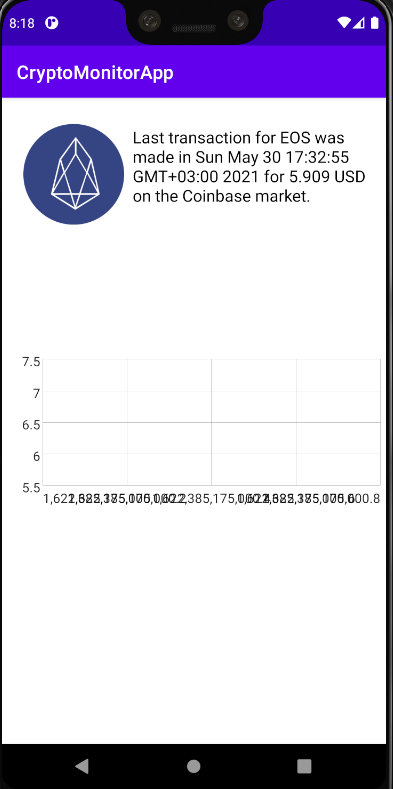 8:18
CryptoMonitorApp
Last transaction for EOS was
made in Sun May 30 17:32:55
GMT+03:00 2021 for 5.909 USD
on the Coinbase market.
7.5
7
6.5
6
5.5